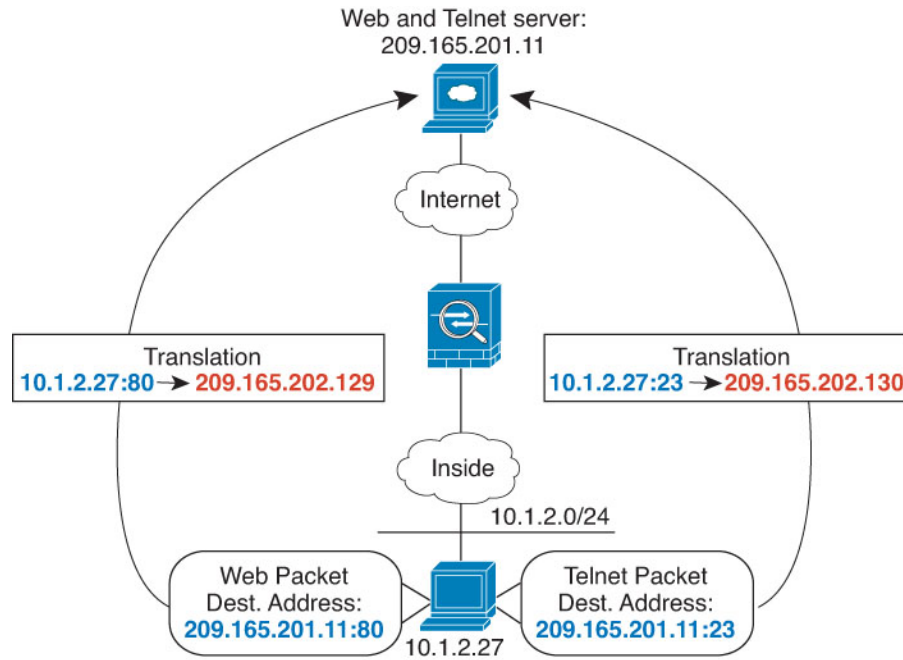 Web and Telnet server:
209.165.201.11
Internet
Translation
10.1.2.27:80 209.165.202.129
Translation
10.1.2.27:23 209.165.202.130
Inside
10.1.2.0/24
Web Packet
Dest. Address:
209.165.201.11:80
Telnet Packet
Dest. Address:
209.165.201.11:23
10.1.2.27